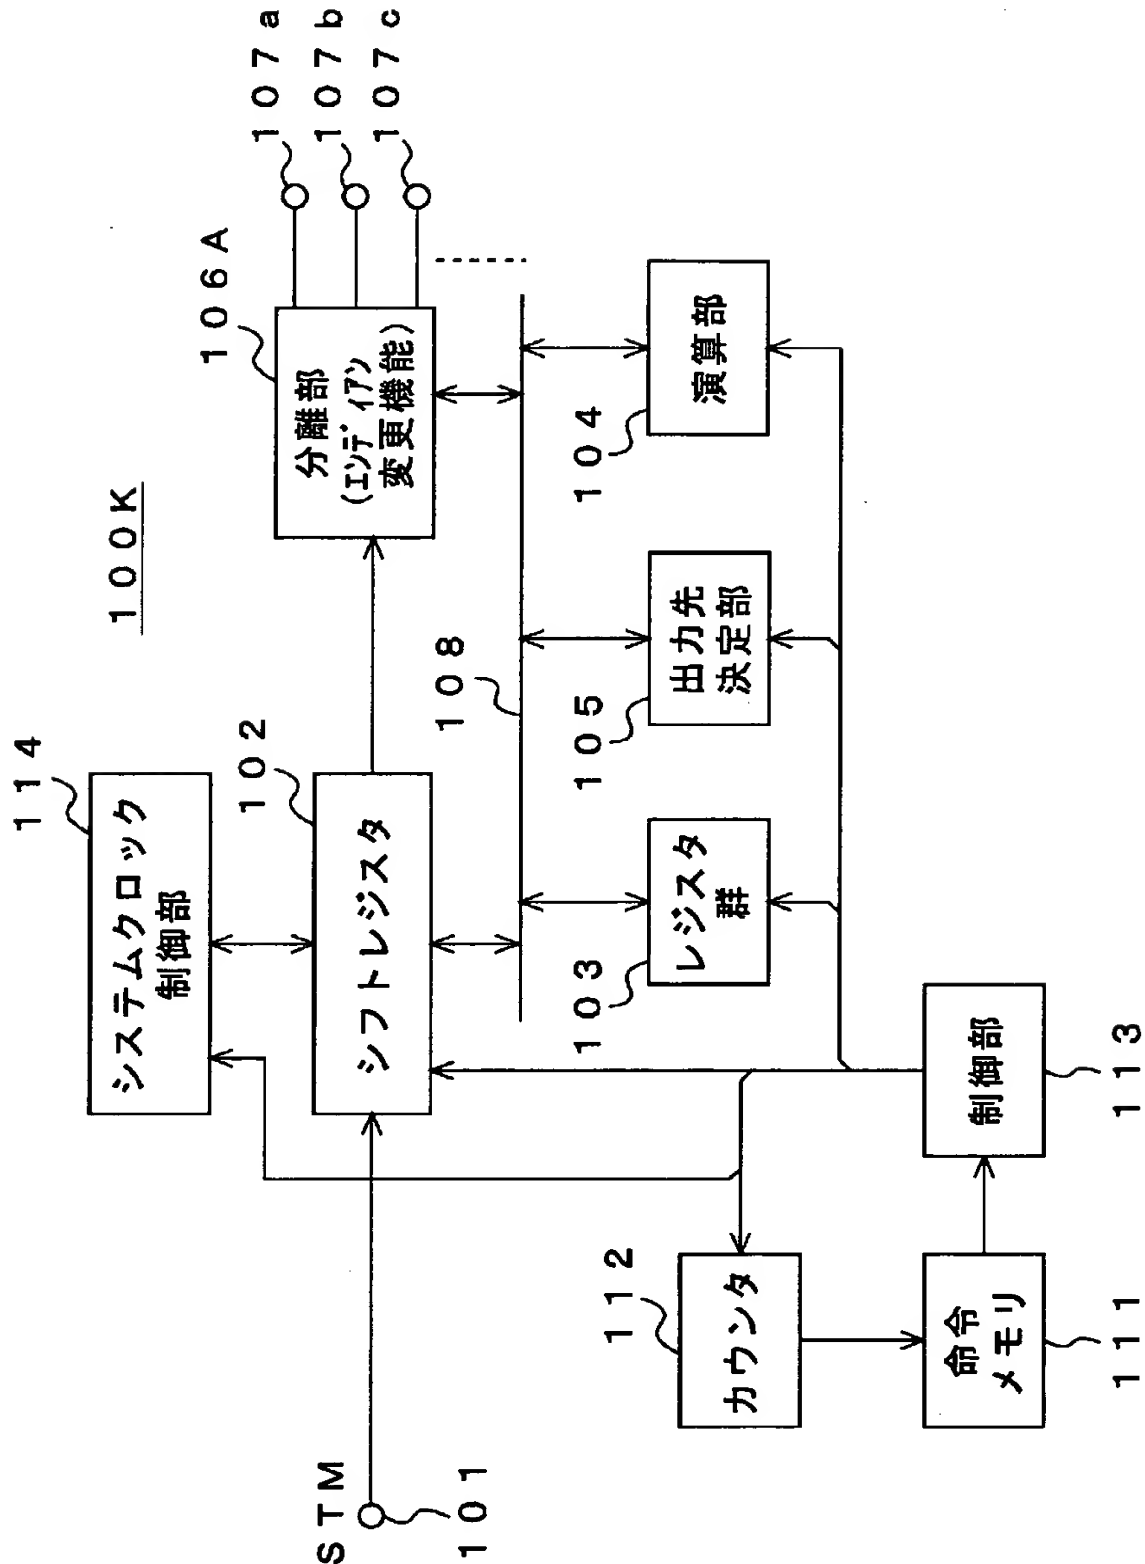 100K
114
システムクロック
制御部
102
シフトレジスタ
106A
分離部
(エンディアン
変更機能)
107a
107b
107c
STM
101
108
103
レジスタ
群
105
出力先
決定部
104
演算部
112
カウンタ
命令
メモリ
111
制御部
113